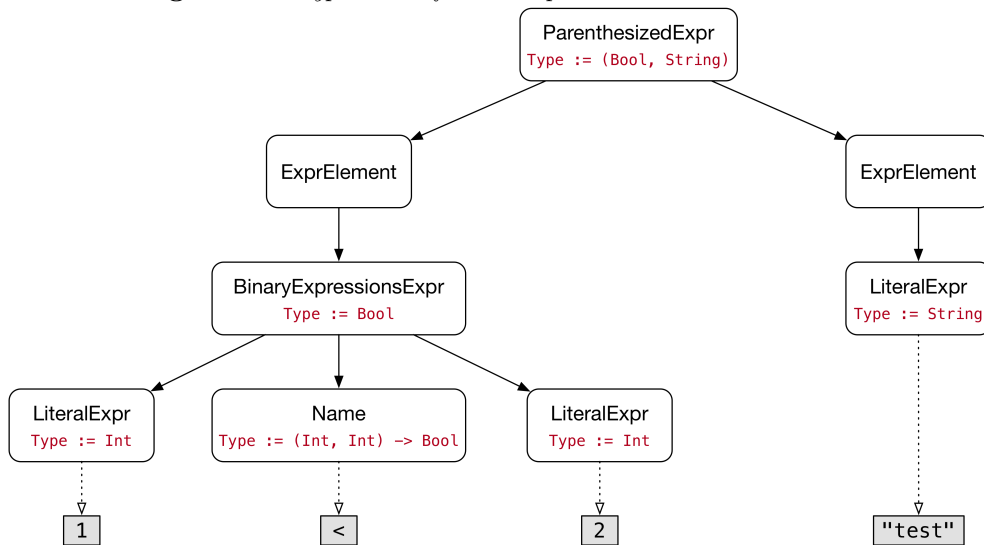 ParenthesizedExpr
Type := (Bool, String)
ExprElement
ExprElement
BinaryExpressionsExpr
Type := Bool
LiteralExpr
Type := String
LiteralExpr
Type := Int
Name
Type := (Int, Int) -> Bool
LiteralExpr
Type := Int
1
<
2
"test"